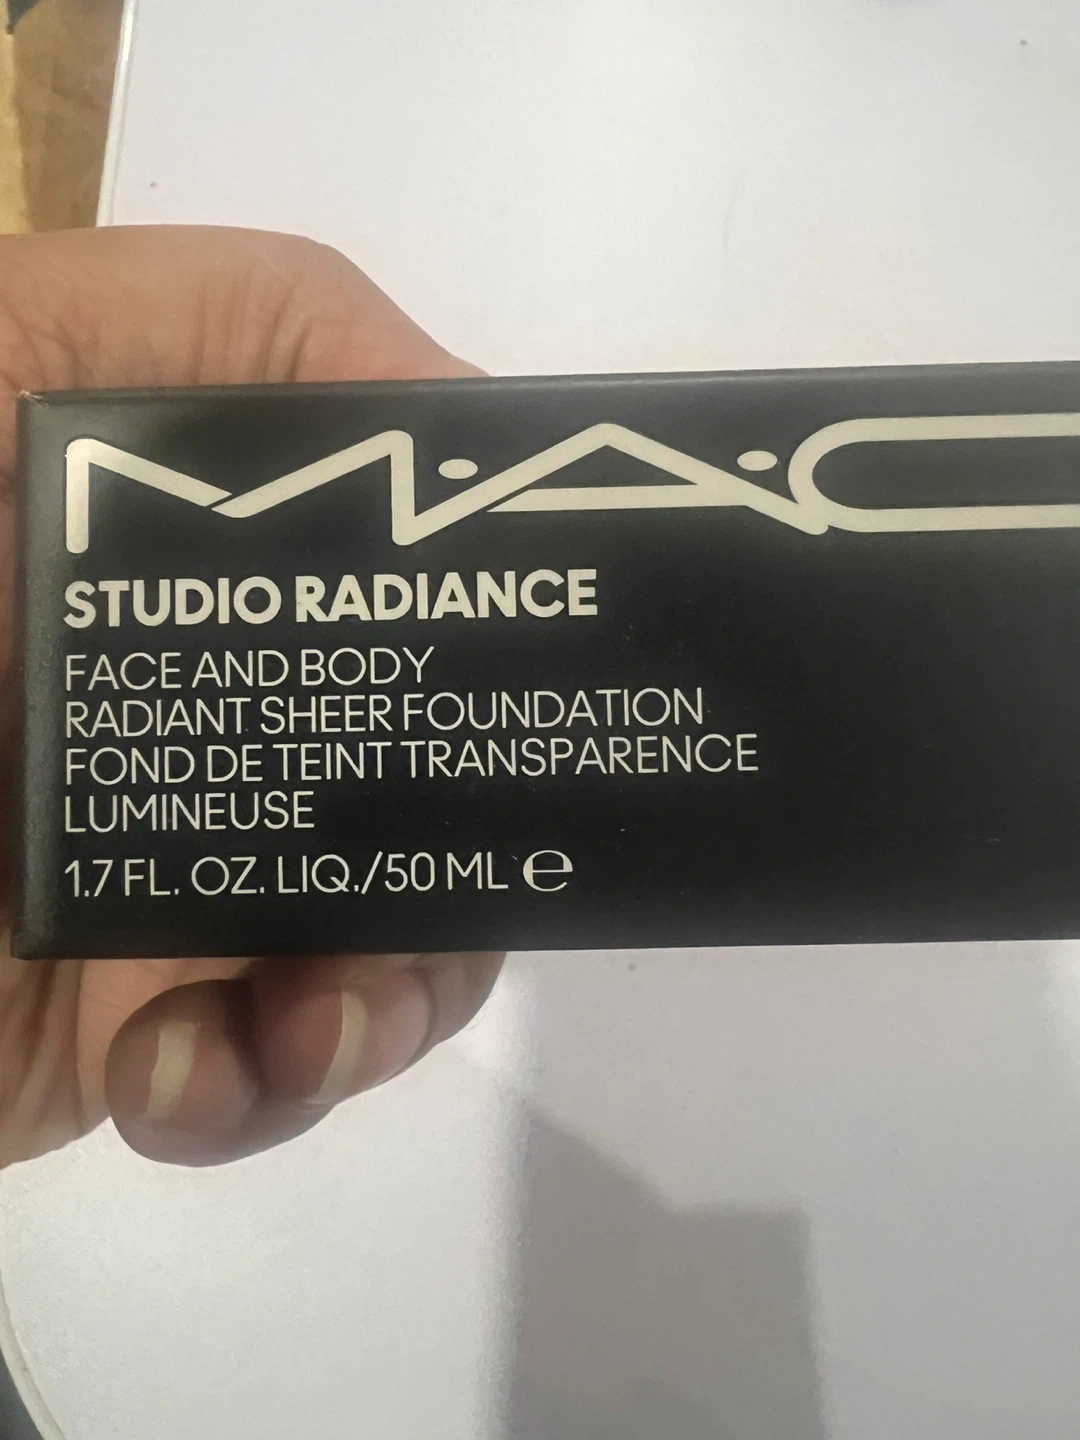 M·A·C
STUDIO RADIANCE
FACE AND BODY
RADIANT SHEER FOUNDATION
FOND DE TEINT TRANSPARENCE
LUMINEUSE
1.7 FL. OZ. LIQ./50 ML ℮